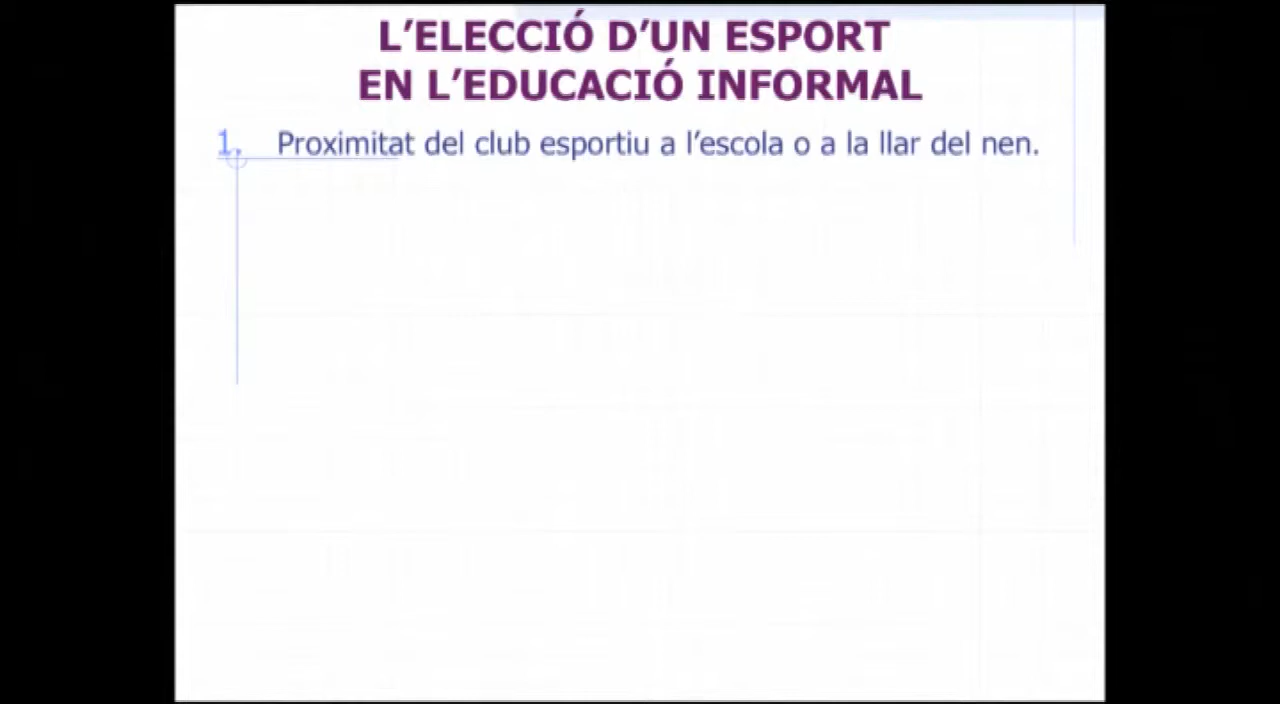 L’ELECCIÓ D’UN ESPORT
EN L’EDUCACIÓ INFORMAL
1. Proximitat del club esportiu a l’escola o a la llar del nen.